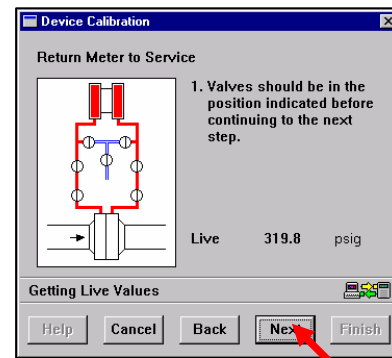 Device Calibration
Return Meter to Service
1. Valves should be in the
position indicated before
continuing to the next
step.
Live 319.8 psig
Getting Live Values
Help Cancel Back Next Finish